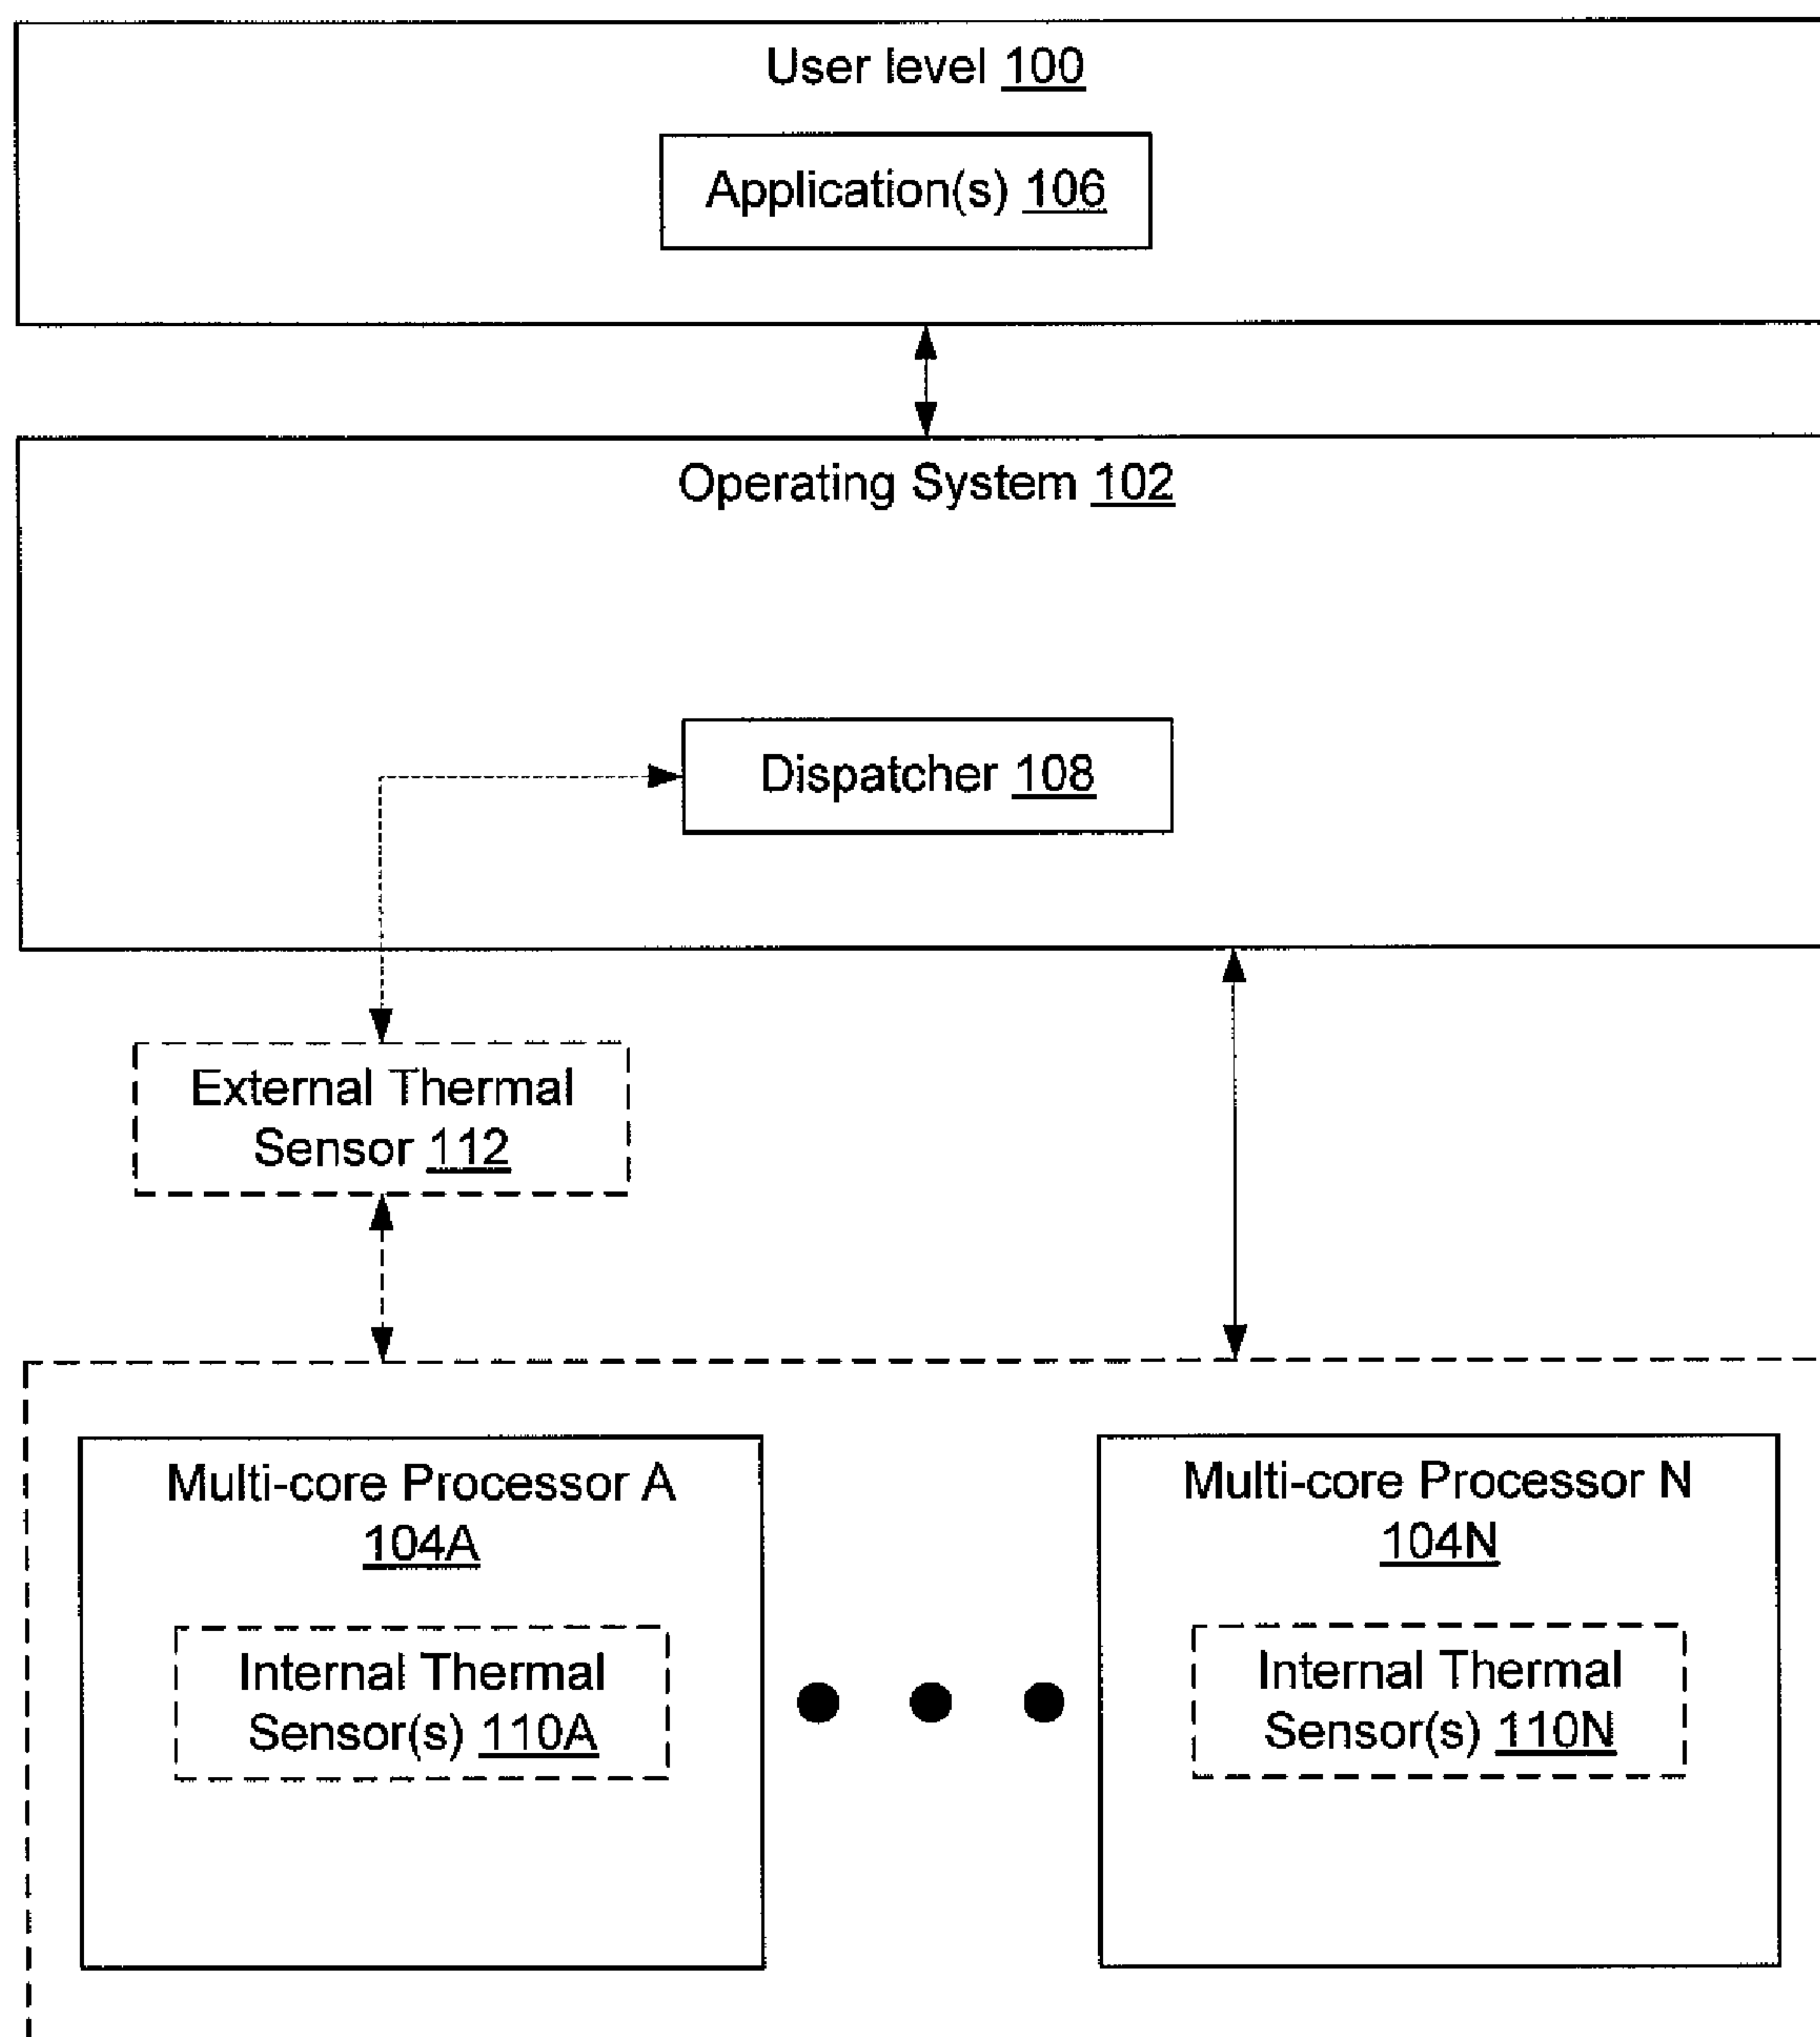 User level 100
Application(s) 106
Operating System 102
Dispatcher 108
External Thermal
Sensor 112
Multi-core Processor A
104A
Internal Thermal
Sensor(s) 110A
Multi-core Processor N
104N
Internal Thermal
Sensor(s) 110N